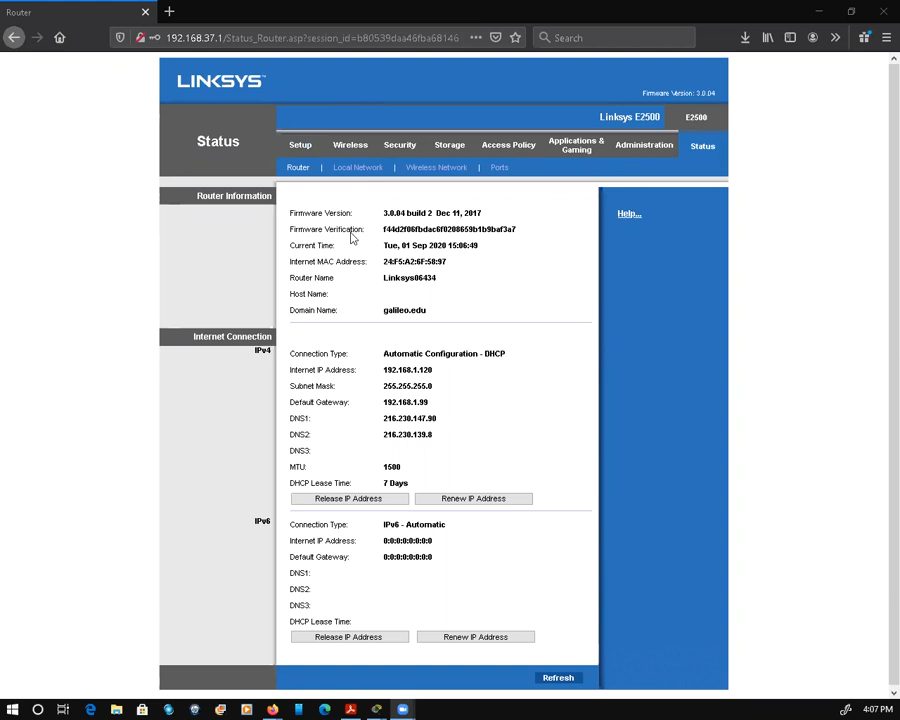 Router
192.168.37.1/Status_Router.asp?session_id=b80539daa46fba68146
Search
LINKSYS™
Firmware Version: 3.0.04
Linksys E2500
E2500
Status
Setup
Wireless
Security
Storage
Access Policy
Applications & Gaming
Administration
Status
Router | Local Network | Wireless Network | Ports
Router Information
Help...
Firmware Version: 3.0.04 build 2 Dec 11, 2017
Firmware Verification: f44d2f06fbdac6f0208659b1b9baf3a7
Current Time: Tue, 01 Sep 2020 15:06:49
Internet MAC Address: 24:F5:A2:6F:58:97
Router Name Linksys06434
Host Name:
Domain Name: galileo.edu
Internet Connection
IPv4
Connection Type: Automatic Configuration - DHCP
Internet IP Address: 192.168.1.120
Subnet Mask: 255.255.255.0
Default Gateway: 192.168.1.99
DNS1: 216.230.147.90
DNS2: 216.230.139.8
DNS3:
MTU: 1500
DHCP Lease Time: 7 Days
Release IP Address Renew IP Address
IPv6
Connection Type: IPv6 - Automatic
Internet IP Address: 0:0:0:0:0:0:0:0
Default Gateway: 0:0:0:0:0:0:0:0
DNS1:
DNS2:
DNS3:
DHCP Lease Time:
Release IP Address Renew IP Address
Refresh
4:07 PM